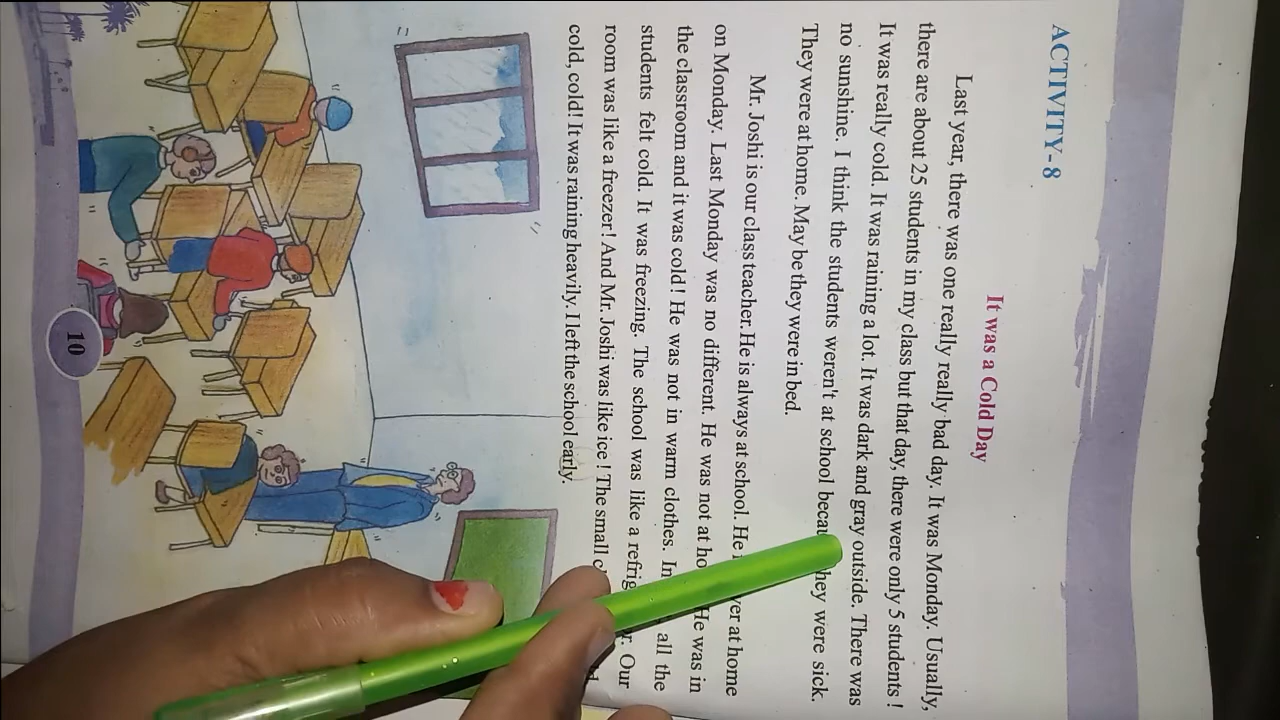 ACTIVITY-8
It was a Cold Day
Last year, there was one really really bad day. It was Monday. Usually,
there are about 25 students in my class but that day, there were only 5 students !
It was really cold. It was raining a lot. It was dark and gray outside. There was
no sunshine. I think the students weren't at school they were sick.
They were at home. May be they were in bed.
Mr. Joshi is our class teacher. He is always at school. He at home
on Monday. Last Monday was no different. He was not at He was in
the classroom and it was cold! He was not in warm clothes. all the
students felt cold. It was freezing. The school was like a Our
room was like a freezer! And Mr. Joshi was like ice ! The small
cold, cold! It was raining heavily. I left the school early.
10